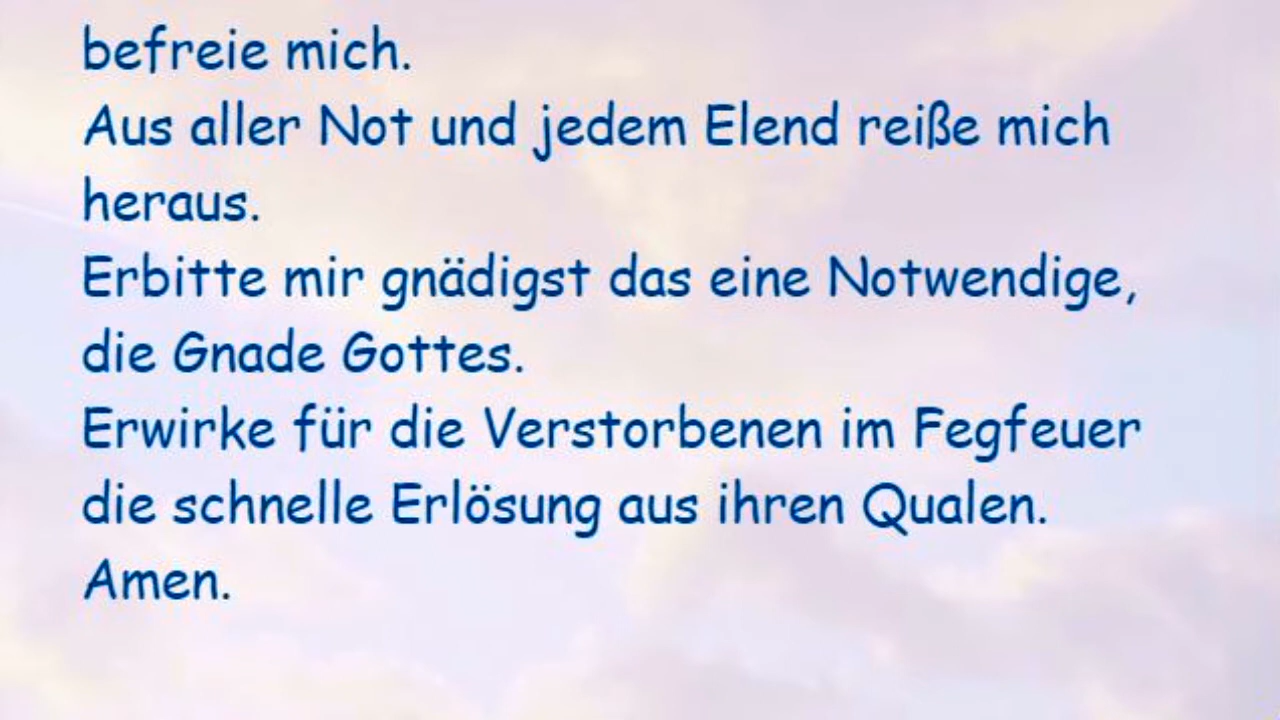 befreie mich.
Aus aller Not und jedem Elend reiße mich
heraus.
Erbitte mir gnädigst das eine Notwendige,
die Gnade Gottes.
Erwirke für die Verstorbenen im Fegfeuer
die schnelle Erlösung aus ihren Qualen.
Amen.